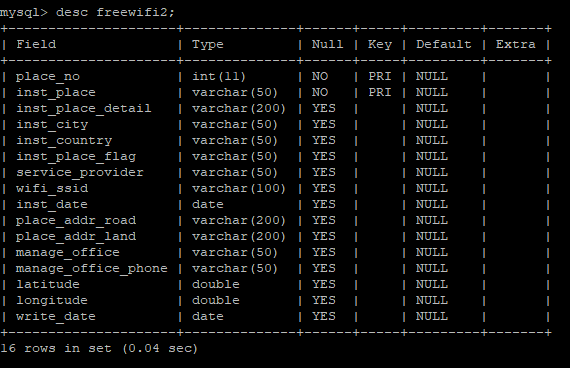 mysql> desc freewifi2;
+---------------------+--------------+------+-----+---------+-------+
| Field               | Type         | Null | Key | Default | Extra |
+---------------------+--------------+------+-----+---------+-------+
| place_no            | int(11)      | NO   | PRI | NULL    |       |
| inst_place          | varchar(50)  | NO   | PRI | NULL    |       |
| inst_place_detail   | varchar(200) | YES  |     | NULL    |       |
| inst_city           | varchar(50)  | YES  |     | NULL    |       |
| inst_country        | varchar(50)  | YES  |     | NULL    |       |
| inst_place_flag     | varchar(50)  | YES  |     | NULL    |       |
| service_provider    | varchar(50)  | YES  |     | NULL    |       |
| wifi_ssid           | varchar(100) | YES  |     | NULL    |       |
| inst_date           | date         | YES  |     | NULL    |       |
| place_addr_road     | varchar(200) | YES  |     | NULL    |       |
| place_addr_land     | varchar(200) | YES  |     | NULL    |       |
| manage_office       | varchar(50)  | YES  |     | NULL    |       |
| manage_office_phone | varchar(50)  | YES  |     | NULL    |       |
| latitude            | double       | YES  |     | NULL    |       |
| longitude           | double       | YES  |     | NULL    |       |
| write_date          | date         | YES  |     | NULL    |       |
+---------------------+--------------+------+-----+---------+-------+
16 rows in set (0.04 sec)